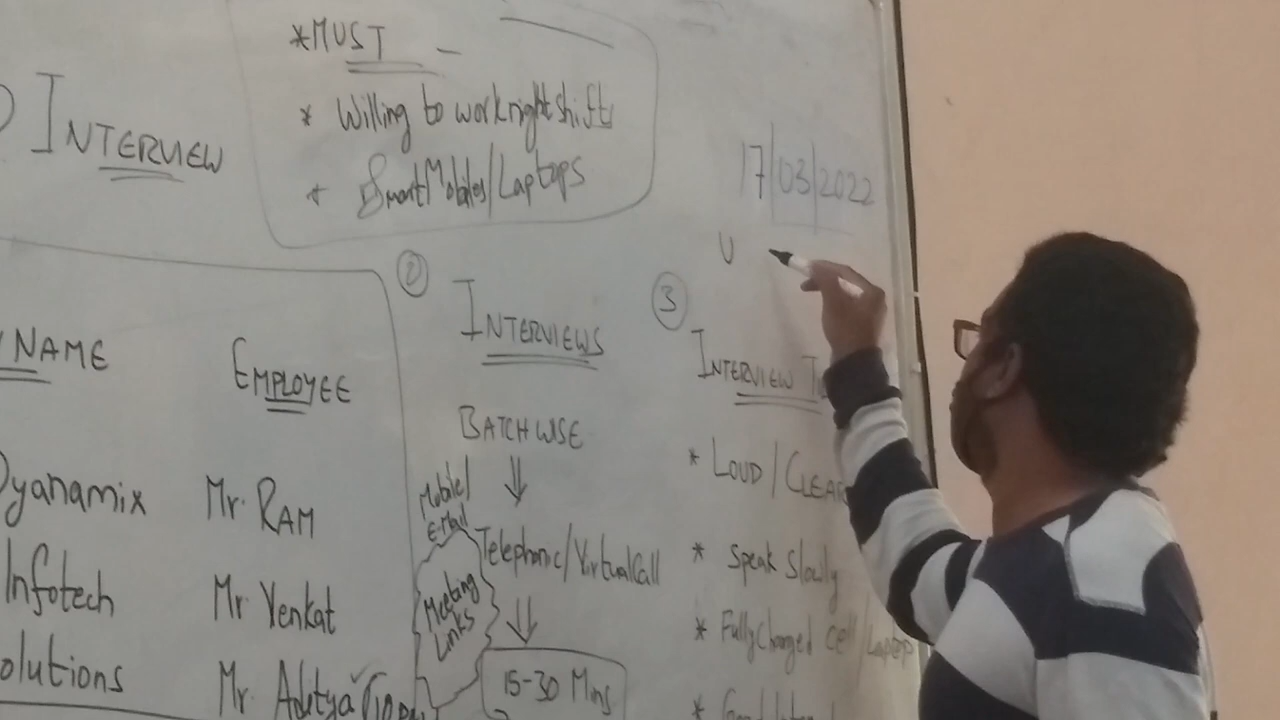 INTERVIEW
*MUST
* Willing to work night shifts
* Smart Mobiles/Laptops
17/03/2022
U
NAME
EMPLOYEE
Dyanamix
Mr. RAM
Infotech
Mr Venkat
olutions
Mr. Aditya
2
INTERVIEWS
BATCHWISE
Mobile/
E-Mail
Telephonic/Virtual Call
Meeting
Links
15-30 Mins
3
INTERVIEW T
* LOUD/CLEAR
* Speak Slowly
* Fully Charged Cell/LAPTOP